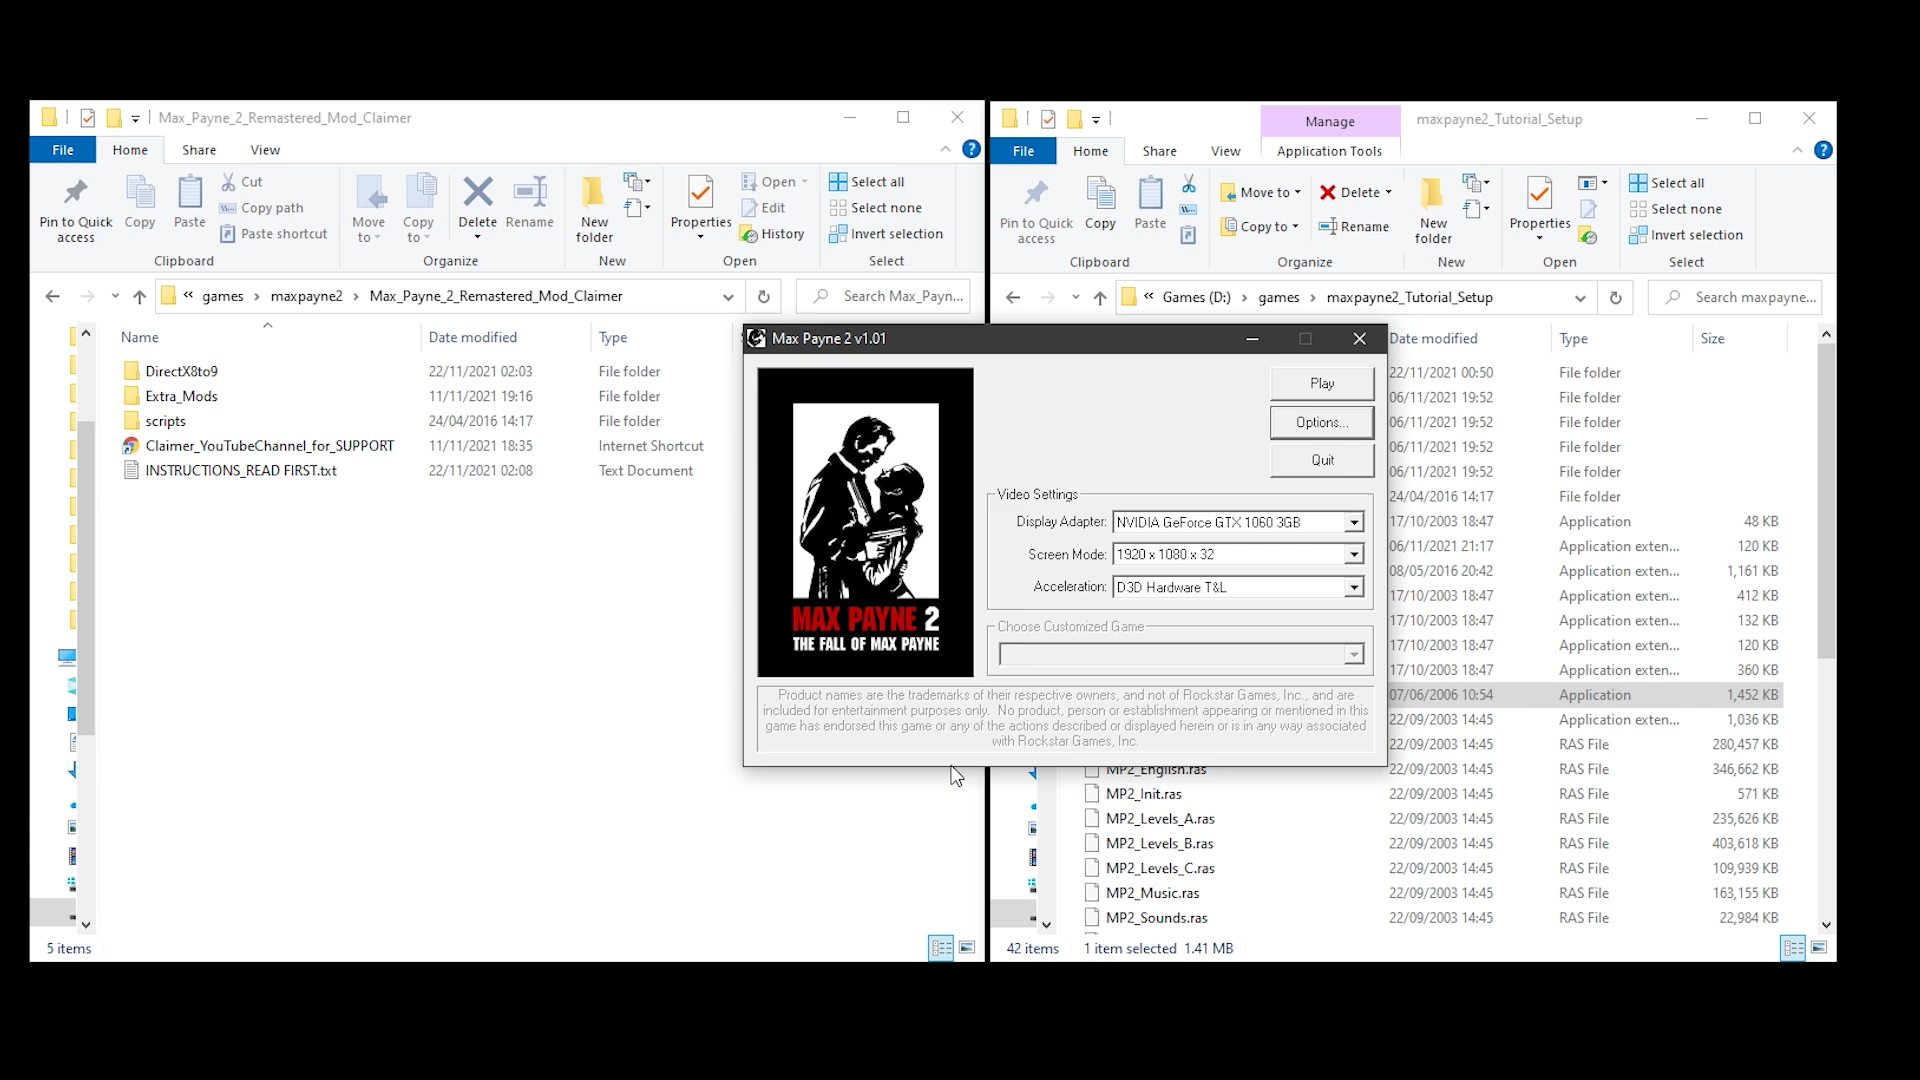 Max_Payne_2_Remastered_Mod_Claimer
File Home Share View
Pin to Quick access
Copy
Paste
Cut
Copy path
Paste shortcut
Clipboard
Move to
Copy to
Delete
Rename
Organize
New folder
New
Properties
Open
Edit
History
Open
Select all
Select none
Invert selection
Select
« games > maxpayne2 > Max_Payne_2_Remastered_Mod_Claimer
Search Max_Payn...
Name Date modified Type
DirectX8to9 22/11/2021 02:03 File folder
Extra_Mods 11/11/2021 19:16 File folder
scripts 24/04/2016 14:17 File folder
Claimer_YouTubeChannel_for_SUPPORT 11/11/2021 18:35 Internet Shortcut
INSTRUCTIONS_READ FIRST.txt 22/11/2021 02:08 Text Document
5 items
Manage
maxpayne2_Tutorial_Setup
File Home Share View Application Tools
Pin to Quick access
Copy
Paste
Clipboard
Move to
Copy to
Delete
Rename
Organize
New folder
New
Properties
Open
Select all
Select none
Invert selection
Select
« Games (D:) > games > maxpayne2_Tutorial_Setup
Search maxpayne...
Date modified Type Size
22/11/2021 00:50 File folder
06/11/2021 19:52 File folder
06/11/2021 19:52 File folder
06/11/2021 19:52 File folder
06/11/2021 19:52 File folder
24/04/2016 14:17 File folder
17/10/2003 18:47 Application 48 KB
06/11/2021 21:17 Application exten... 120 KB
08/05/2016 20:42 Application exten... 1,161 KB
17/10/2003 18:47 Application exten... 412 KB
17/10/2003 18:47 Application exten... 132 KB
17/10/2003 18:47 Application exten... 120 KB
17/10/2003 18:47 Application exten... 360 KB
07/06/2006 10:54 Application 1,452 KB
22/09/2003 14:45 Application exten... 1,036 KB
22/09/2003 14:45 RAS File 280,457 KB
MP2_English.ras 22/09/2003 14:45 RAS File 346,662 KB
MP2_Init.ras 22/09/2003 14:45 RAS File 571 KB
MP2_Levels_A.ras 22/09/2003 14:45 RAS File 235,626 KB
MP2_Levels_B.ras 22/09/2003 14:45 RAS File 403,618 KB
MP2_Levels_C.ras 22/09/2003 14:45 RAS File 109,939 KB
MP2_Music.ras 22/09/2003 14:45 RAS File 163,155 KB
MP2_Sounds.ras 22/09/2003 14:45 RAS File 22,984 KB
42 items 1 item selected 1.41 MB
Max Payne 2 v1.01
MAX PAYNE 2
THE FALL OF MAX PAYNE
Play
Options...
Quit
Video Settings
Display Adapter: NVIDIA GeForce GTX 1060 3GB
Screen Mode: 1920 x 1080 x 32
Acceleration: D3D Hardware T&L
Choose Customized Game
Product names are the trademarks of their respective owners, and not of Rockstar Games, Inc., and are
included for entertainment purposes only. No product, person or establishment appearing or mentioned in this
game has endorsed this game or any of the actions described or displayed herein or is in any way associated
with Rockstar Games, Inc.